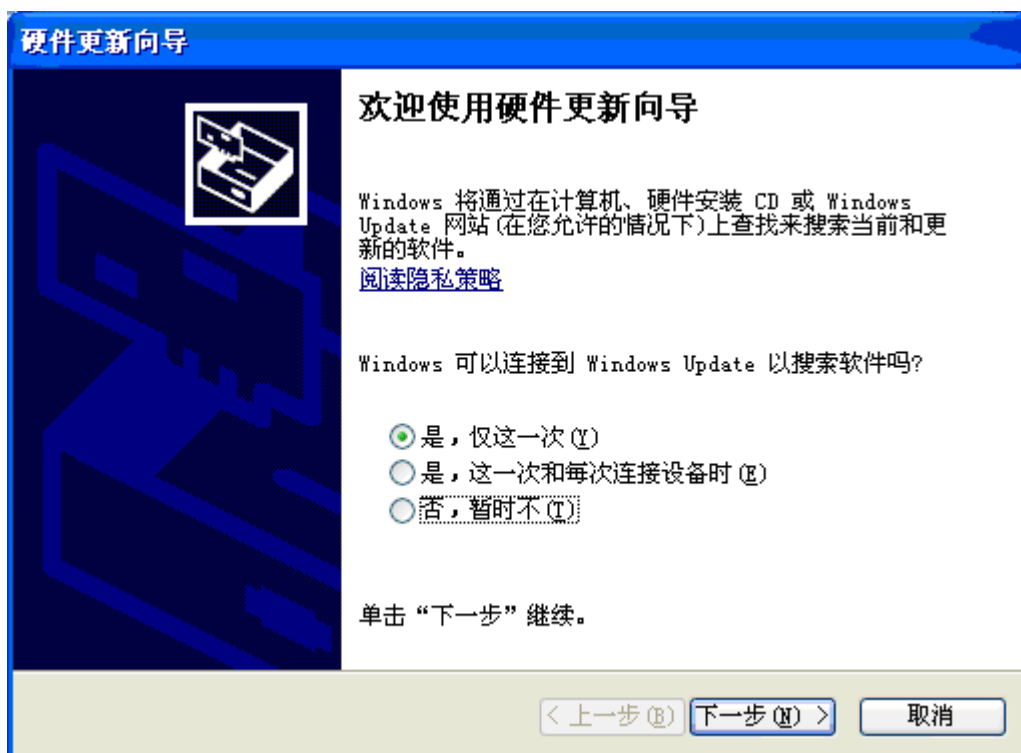 硬件更新向导
欢迎使用硬件更新向导
Windows 将通过在计算机、硬件安装 CD 或 Windows
Update 网站(在您允许的情况下)上查找来搜索当前和更
新的软件。
阅读隐私策略
Windows 可以连接到 Windows Update 以搜索软件吗?
是，仅这一次(Y)
是，这一次和每次连接设备时(E)
否，暂时不(T)
单击“下一步”继续。
< 上一步(B) 下一步(N) > 取消